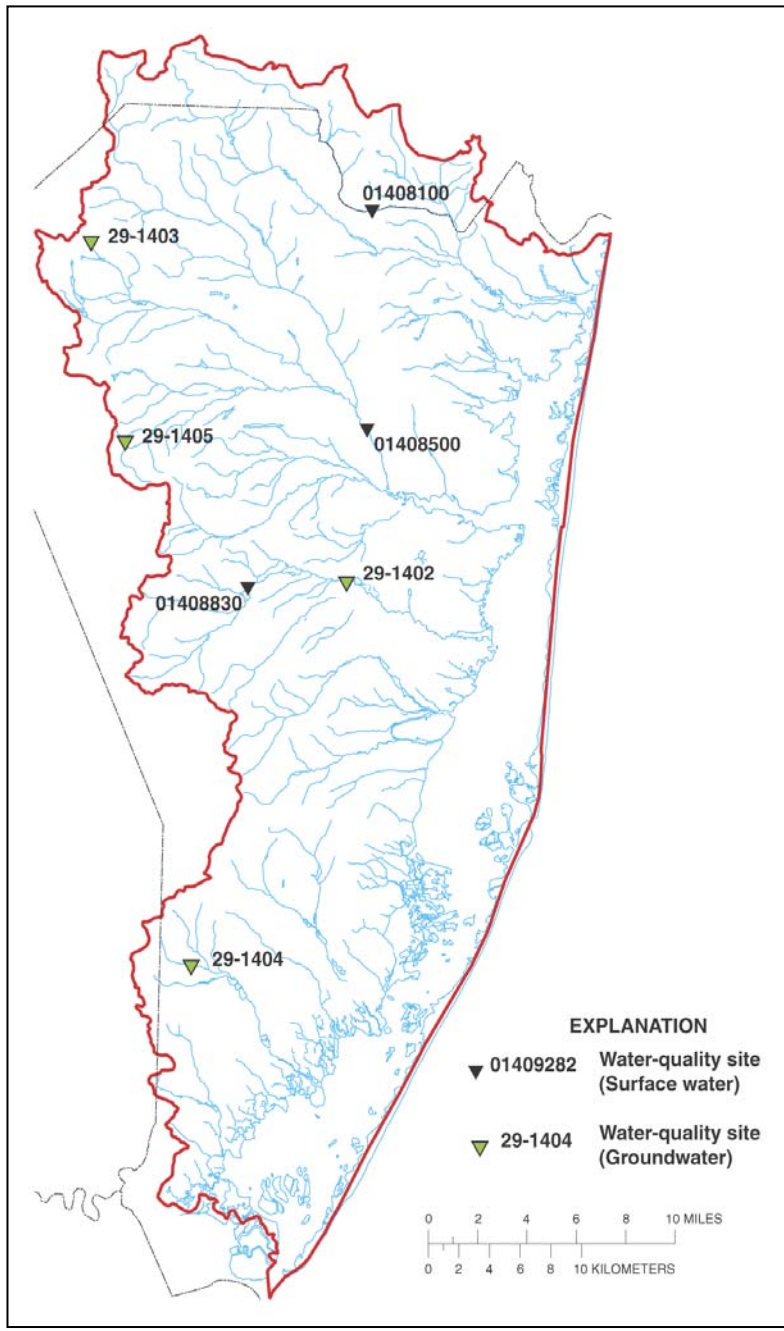 01408100
29-1403
29-1405
01408500
29-1402
01408830
29-1404
EXPLANATION
01409282 Water-quality site
(Surface water)
29-1404 Water-quality site
(Groundwater)
0 2 4 6 8 10 MILES
0 2 4 6 8 10 KILOMETERS